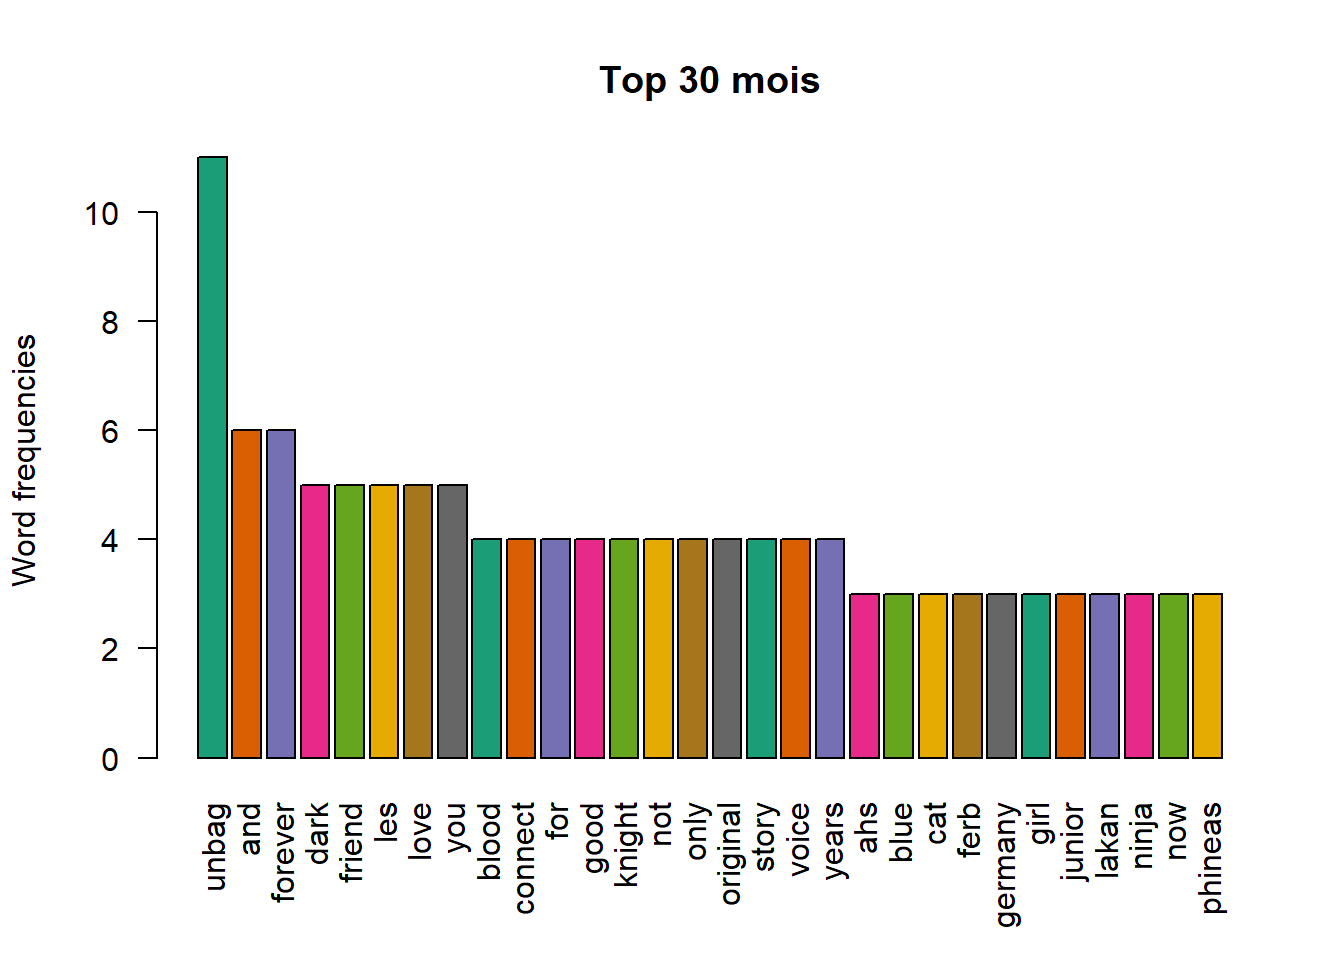 Top 30 mois
Word frequencies
10
8
6
4
2
0
unbag
and
forever
dark
friend
les
love
you
blood
connect
for
good
knight
not
only
original
story
voice
years
ahs
blue
cat
ferb
germany
girl
junior
lakan
ninja
now
phineas